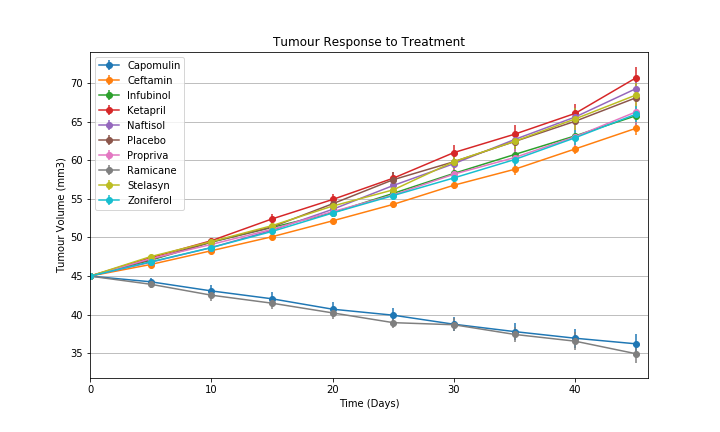 Tumour Response to Treatment
Capomulin
Ceftamin
Infubinol
Ketapril
Naftisol
Placebo
Propriva
Ramicane
Stelasyn
Zoniferol
Tumour Volume (mm3)
70
65
60
55
50
45
40
35
0
10
20
30
40
Time (Days)